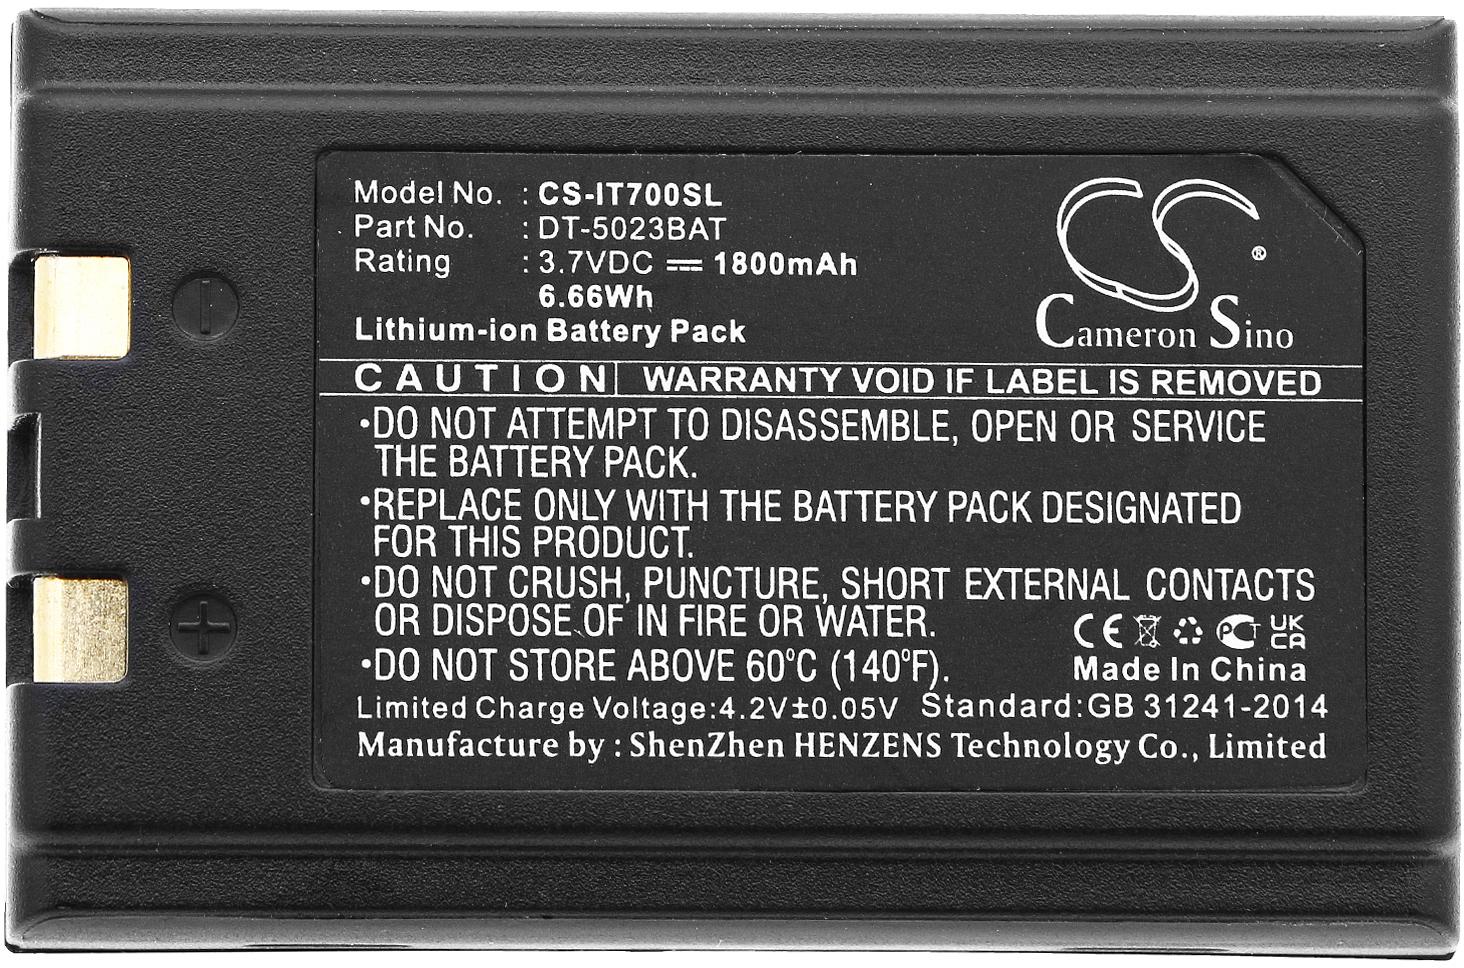 Model No. : CS-IT700SL
Part No. : DT-5023BAT
Rating : 3.7VDC ⎓ 1800mAh
6.66Wh
Lithium-ion Battery Pack
CS ®
Cameron Sino
CAUTION| WARRANTY VOID IF LABEL IS REMOVED
•DO NOT ATTEMPT TO DISASSEMBLE, OPEN OR SERVICE
THE BATTERY PACK.
•REPLACE ONLY WITH THE BATTERY PACK DESIGNATED
FOR THIS PRODUCT.
•DO NOT CRUSH, PUNCTURE, SHORT EXTERNAL CONTACTS
OR DISPOSE OF IN FIRE OR WATER.
CE PCT UK CA
•DO NOT STORE ABOVE 60°C (140°F).
Made In China
Limited Charge Voltage:4.2V±0.05V Standard:GB 31241-2014
Manufacture by : ShenZhen HENZENS Technology Co., Limited